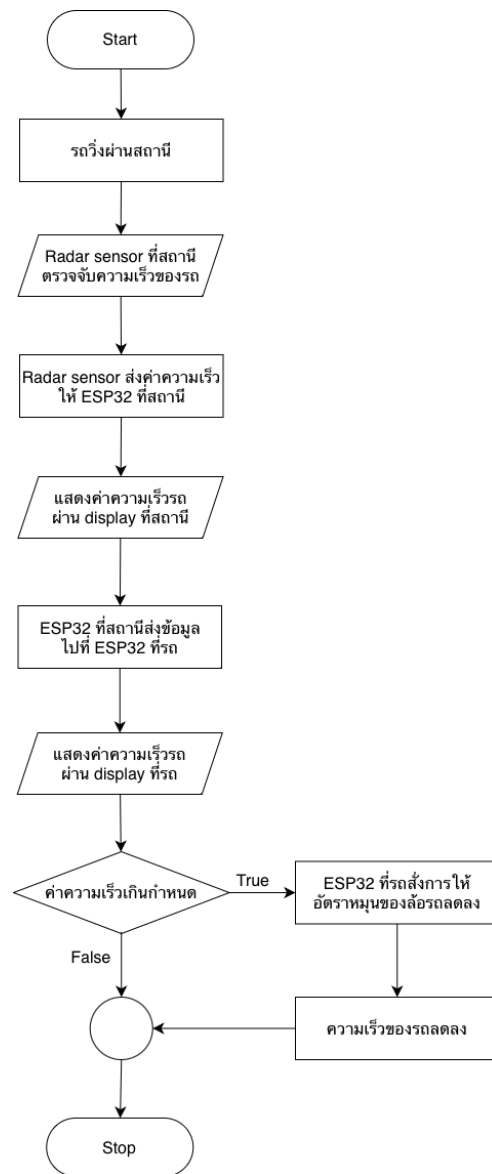 Start
รถวิ่งผ่านสถานี
Radar sensor ที่สถานี
ตรวจจับความเร็วของรถ
Radar sensor ส่งค่าความเร็ว
ให้ ESP32 ที่สถานี
แสดงค่าความเร็วรถ
ผ่าน display ที่สถานี
ESP32 ที่สถานีส่งข้อมูล
ไปที่ ESP32 ที่รถ
แสดงค่าความเร็วรถ
ผ่าน display ที่รถ
ค่าความเร็วเกินกำหนด
True
ESP32 ที่รถสั่งการให้
อัตราหมุนของล้อรถลดลง
False
ความเร็วของรถลดลง
Stop